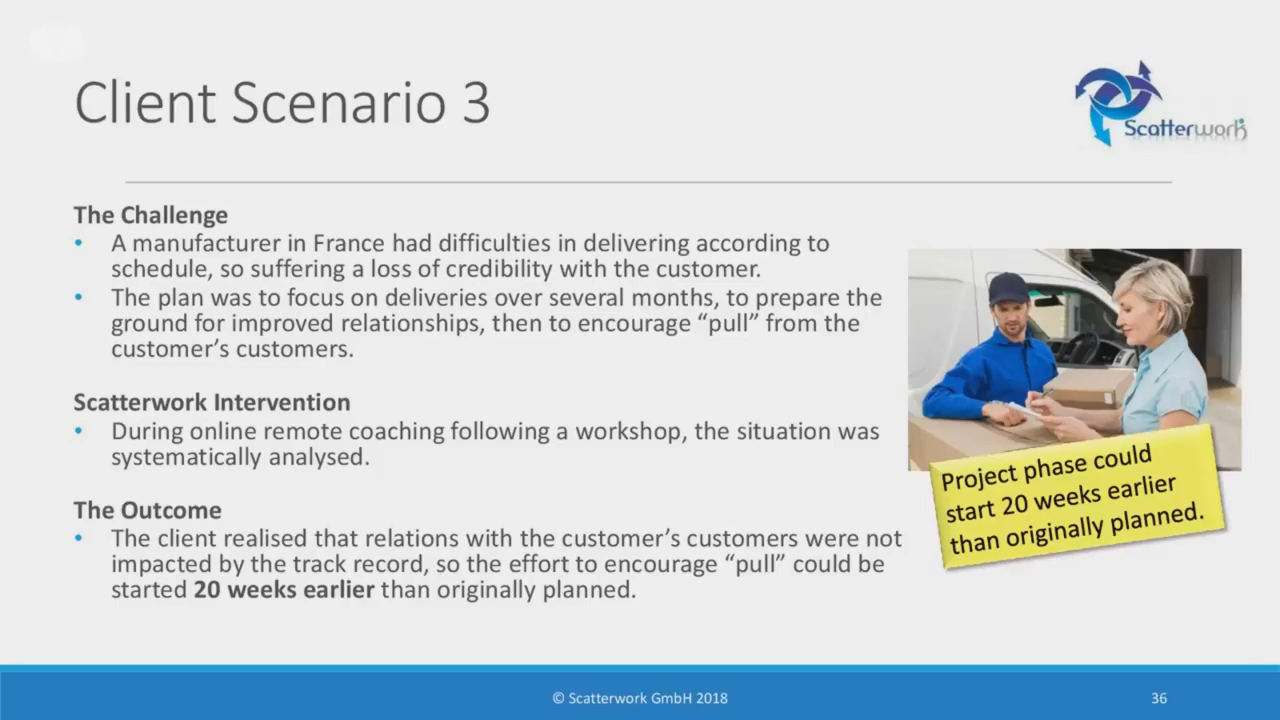 Client Scenario 3
Scatterwork
The Challenge
• A manufacturer in France had difficulties in delivering according to
schedule, so suffering a loss of credibility with the customer.
• The plan was to focus on deliveries over several months, to prepare the
ground for improved relationships, then to encourage “pull” from the
customer’s customers.
Scatterwork Intervention
• During online remote coaching following a workshop, the situation was
systematically analysed.
The Outcome
• The client realised that relations with the customer’s customers were not
impacted by the track record, so the effort to encourage “pull” could be
started 20 weeks earlier than originally planned.
Project phase could
start 20 weeks earlier
than originally planned.
© Scatterwork GmbH 2018
36